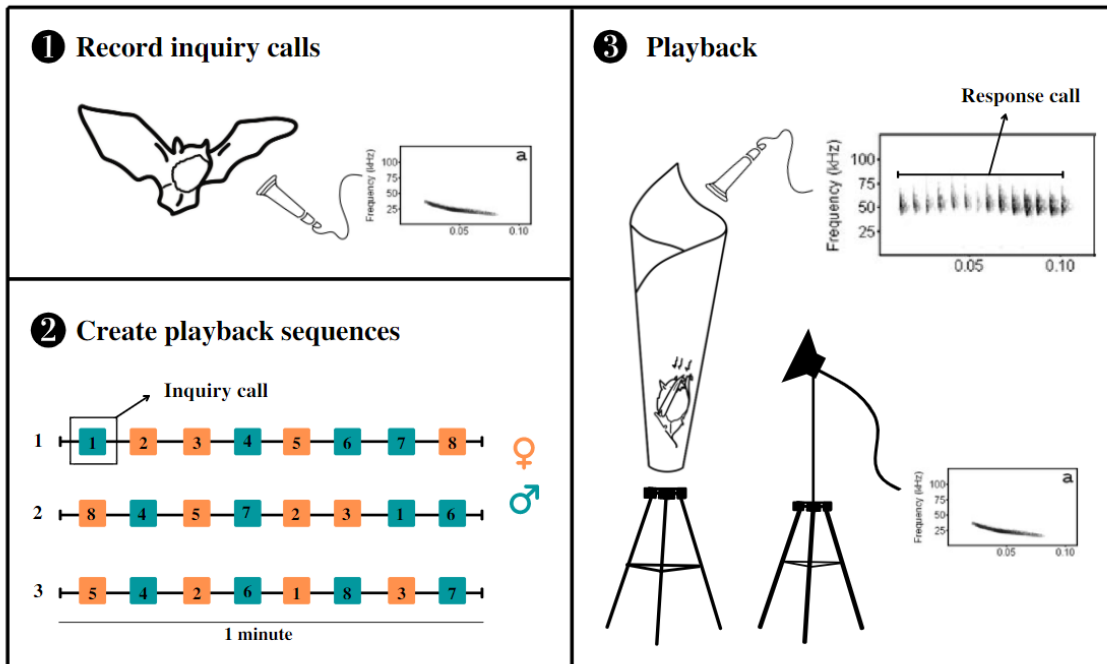 1 Record inquiry calls
a
Frequency (kHz)
100
75
50
25
0.05 0.10
2 Create playback sequences
Inquiry call
1 1 2 3 4 5 6 7 8
♀
♂
2 8 4 5 7 2 3 1 6
3 5 4 2 6 1 8 3 7
1 minute
3 Playback
Response call
Frequency (kHz)
100
75
50
25
0.05 0.10
a
Frequency (kHz)
100
75
50
25
0.05 0.10